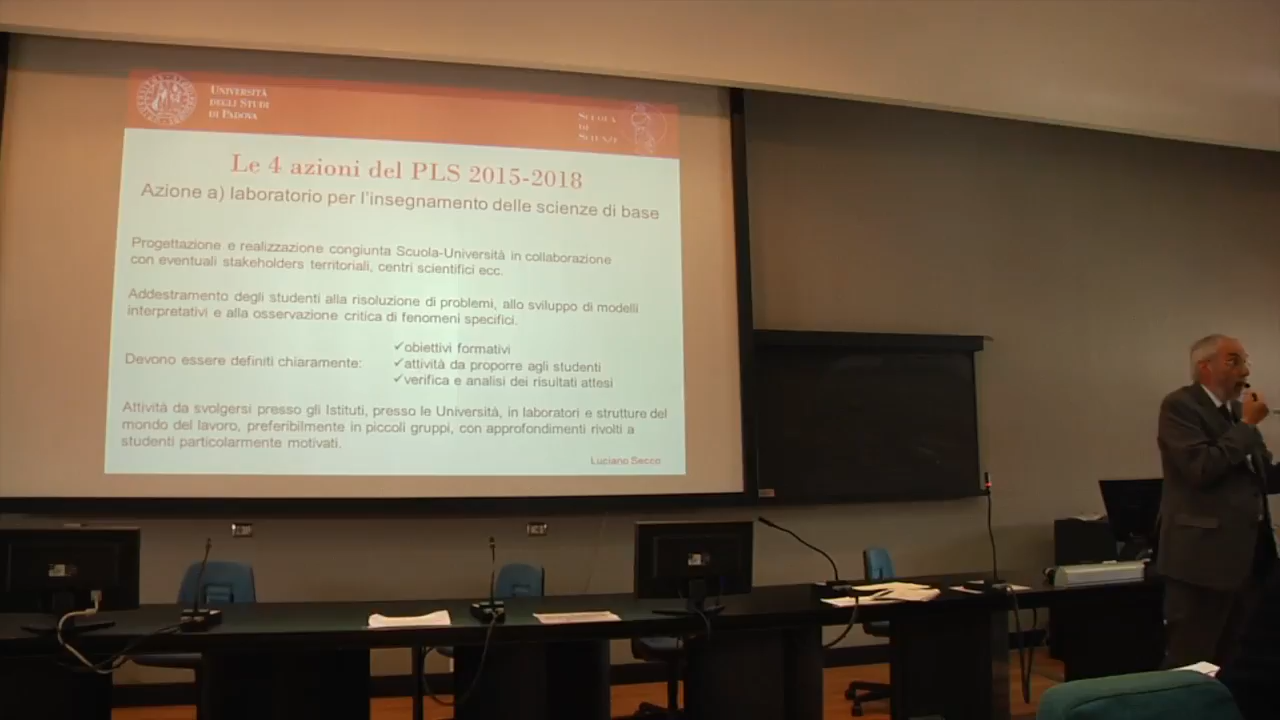 UNIVERSITÀ
DEGLI STUDI
DI PADOVA
SCUOLA
DI
SCIENZE
Le 4 azioni del PLS 2015-2018
Azione a) laboratorio per l'insegnamento delle scienze di base
Progettazione e realizzazione congiunta Scuola-Università in collaborazione
con eventuali stakeholders territoriali, centri scientifici ecc.
Addestramento degli studenti alla risoluzione di problemi, allo sviluppo di modelli
interpretativi e alla osservazione critica di fenomeni specifici.
Devono essere definiti chiaramente:
✓obiettivi formativi
✓attività da proporre agli studenti
✓verifica e analisi dei risultati attesi
Attività da svolgersi presso gli Istituti, presso le Università, in laboratori e strutture del
mondo del lavoro, preferibilmente in piccoli gruppi, con approfondimenti rivolti a
studenti particolarmente motivati.
Luciano Secco